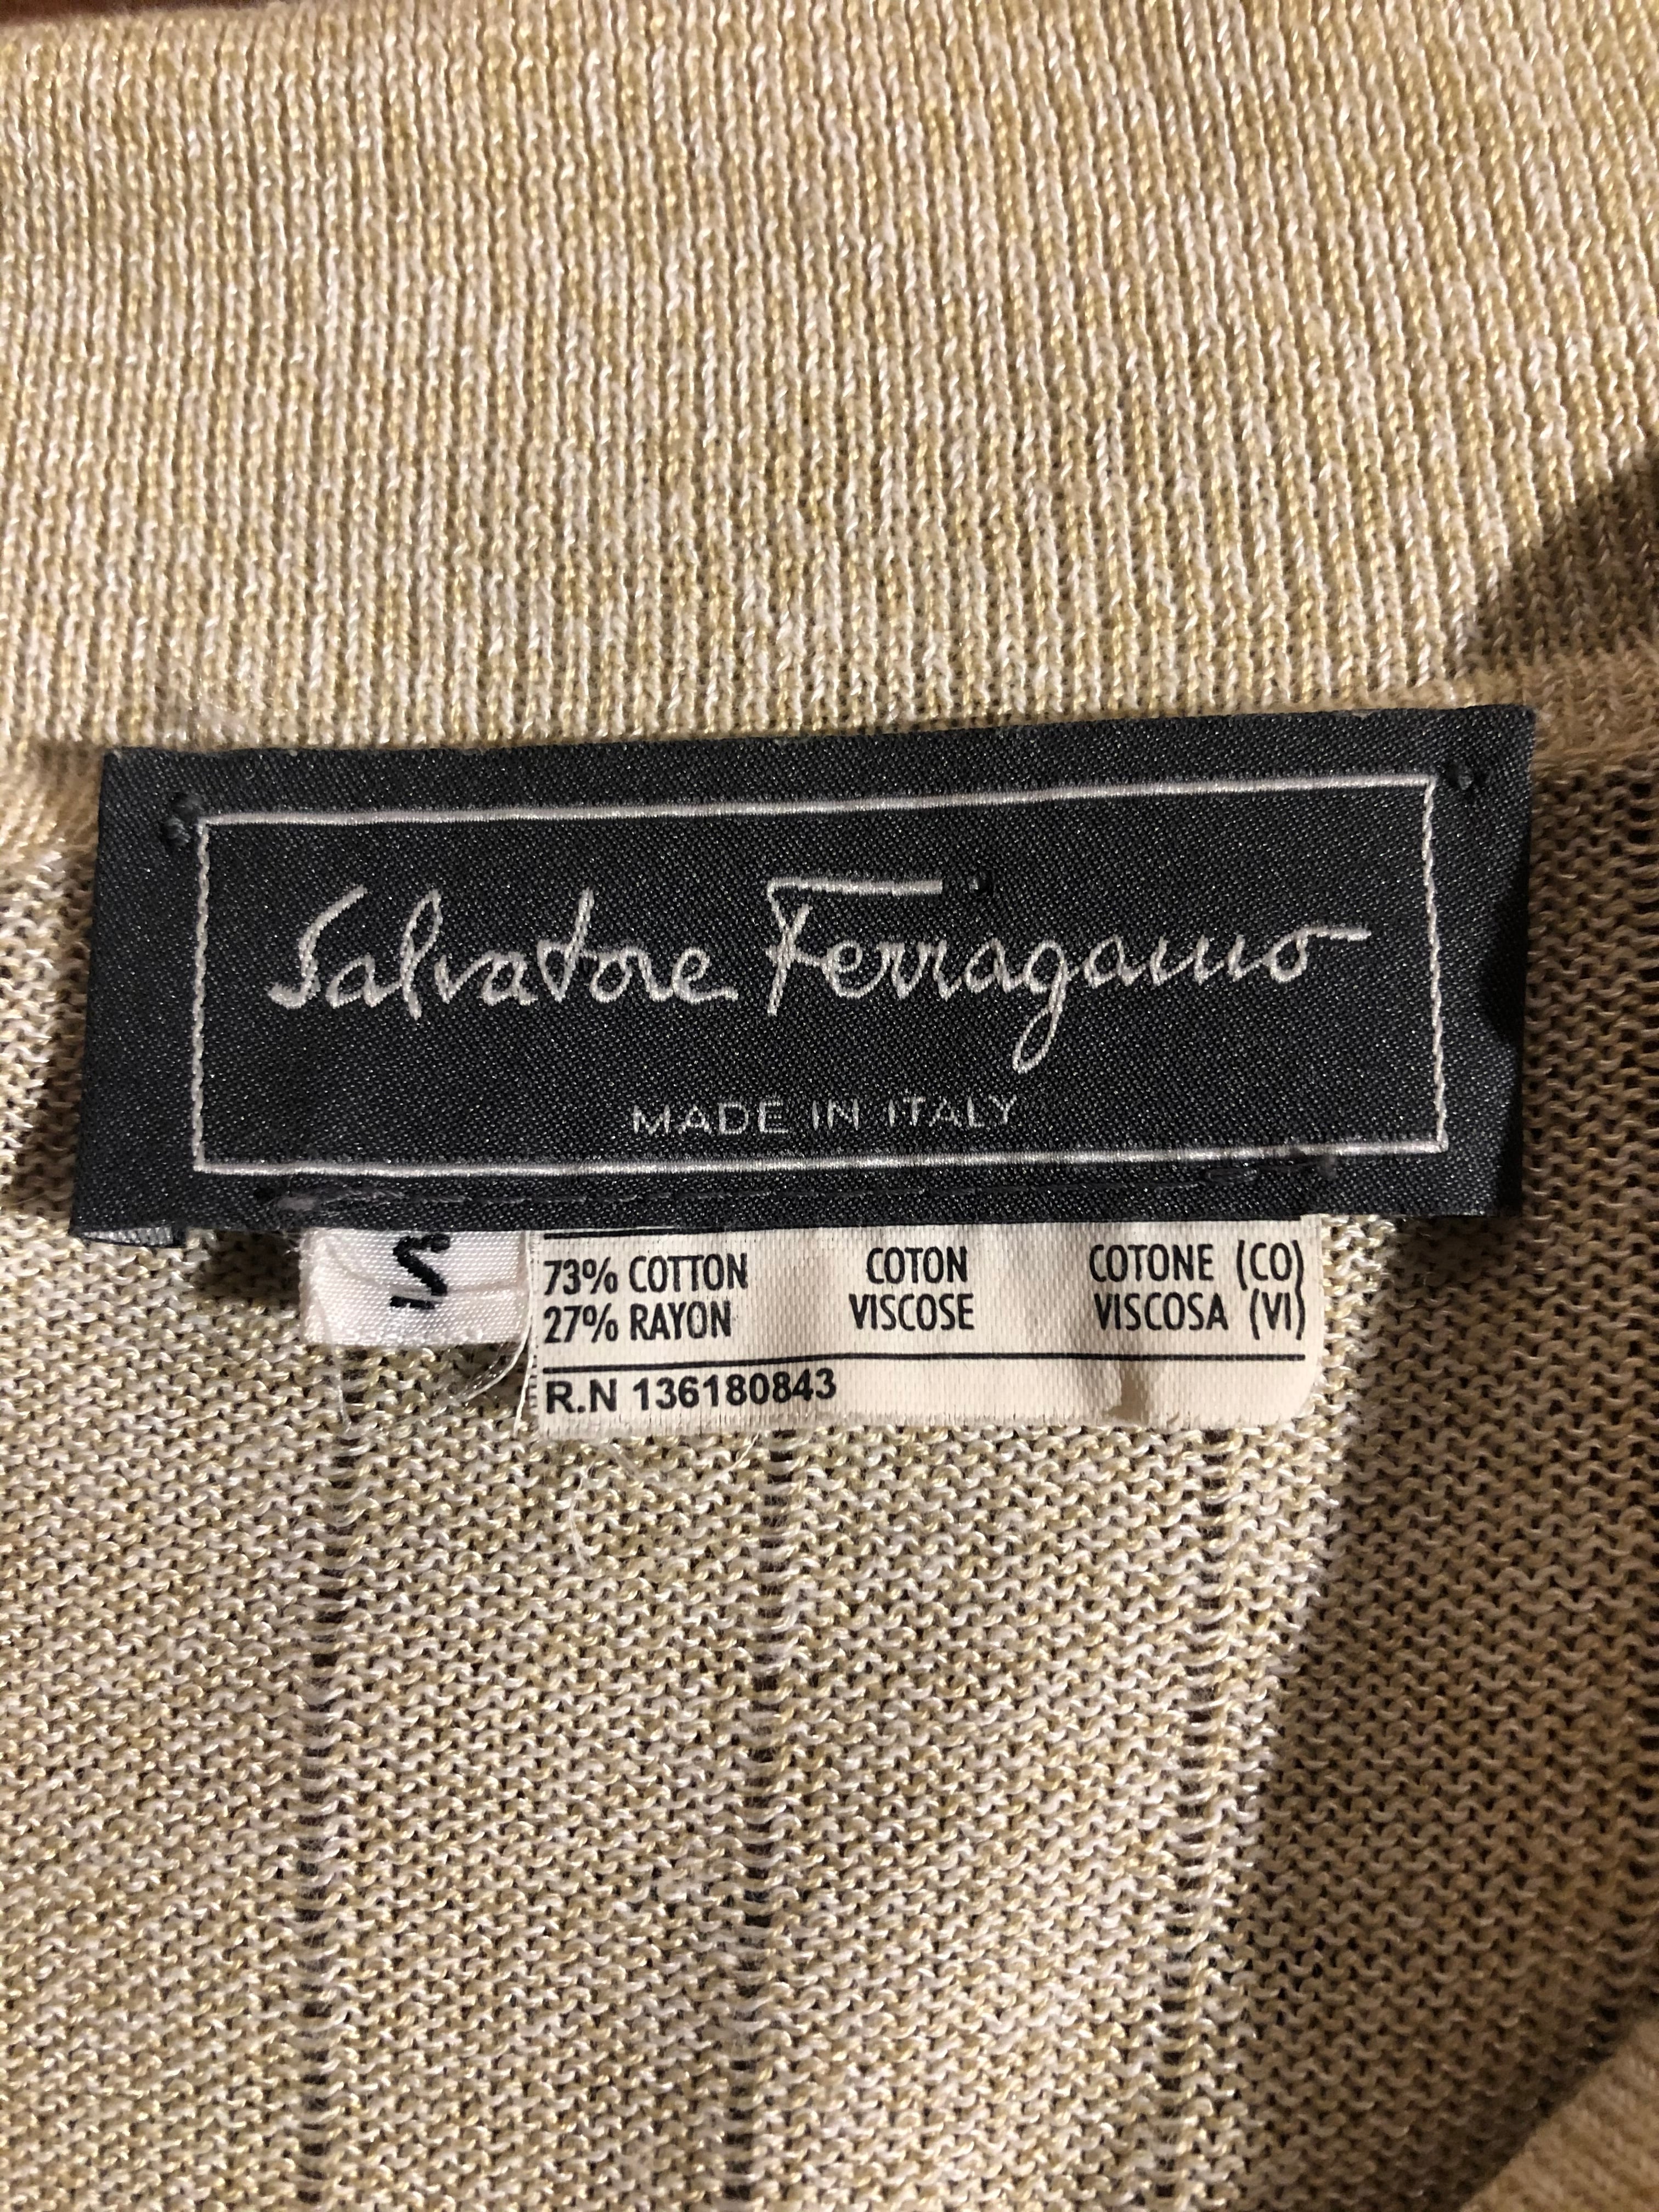 Salvatore Ferragamo
MADE IN ITALY
S
73% COTTON COTON COTONE (CO)
27% RAYON VISCOSE VISCOSA (VI)
R.N 136180843